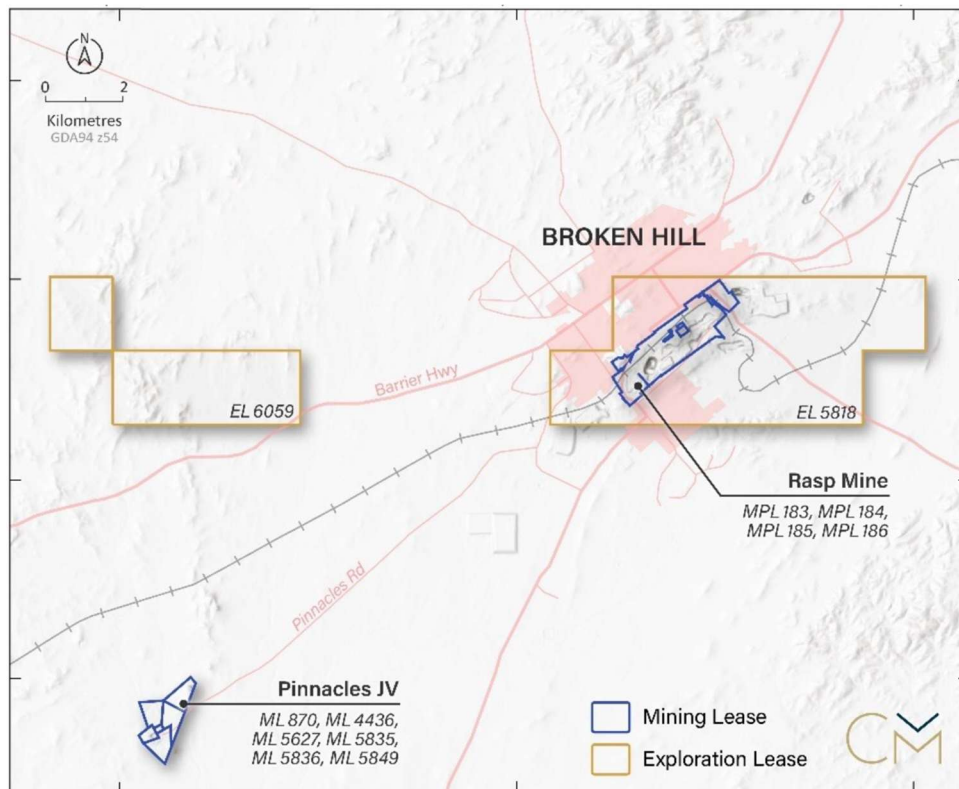 N
0 2
Kilometres
GDA94 z54
BROKEN HILL
Barrier Hwy
EL 6059
EL 5818
Rasp Mine
MPL 183, MPL 184,
MPL 185, MPL 186
Pinnacles Rd
Pinnacles JV
ML 870, ML 4436,
ML 5627, ML 5835,
ML 5836, ML 5849
Mining Lease
Exploration Lease
CM